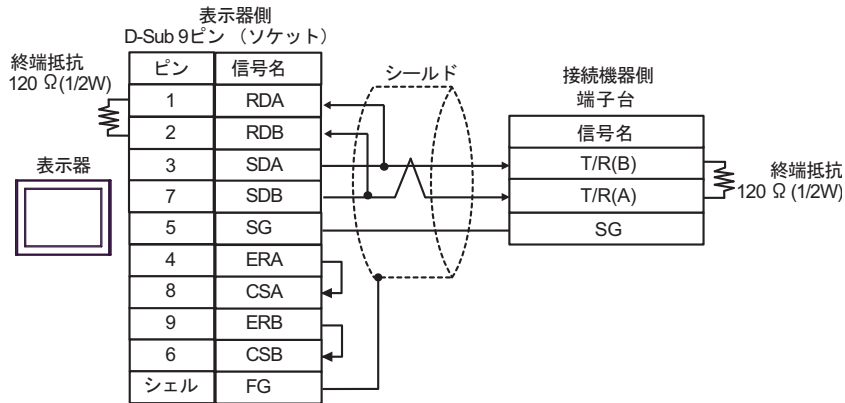 表示器側
D-Sub 9ピン （ソケット）
終端抵抗
120 Ω(1/2W)
ピン 信号名
1 RDA
2 RDB
3 SDA
7 SDB
5 SG
4 ERA
8 CSA
9 ERB
6 CSB
シェル FG
表示器
シールド
接続機器側
端子台
信号名
T/R(B)
T/R(A)
SG
終端抵抗
120 Ω (1/2W)